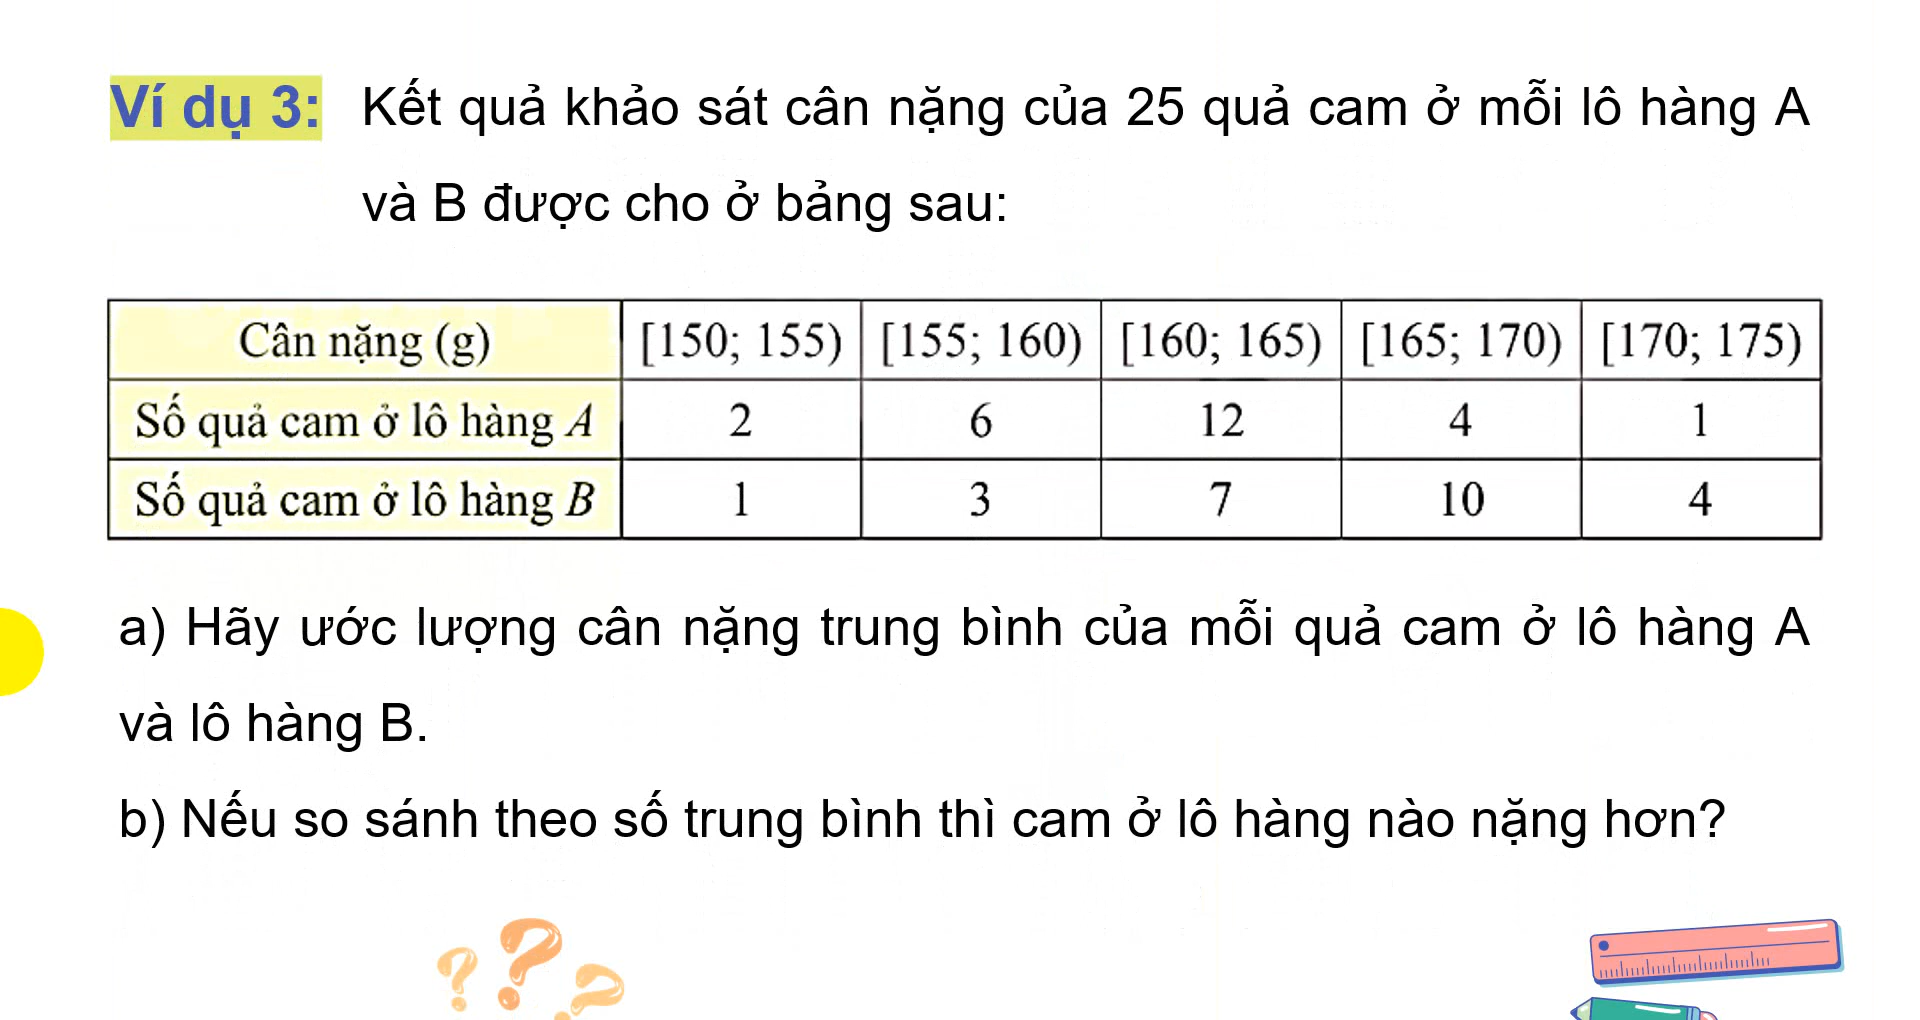 Ví dụ 3: Kết quả khảo sát cân nặng của 25 quả cam ở mỗi lô hàng A
và B được cho ở bảng sau:
Cân nặng (g) [150; 155) [155; 160) [160; 165) [165; 170) [170; 175)
Số quả cam ở lô hàng A 2 6 12 4 1
Số quả cam ở lô hàng B 1 3 7 10 4
a) Hãy ước lượng cân nặng trung bình của mỗi quả cam ở lô hàng A
và lô hàng B.
b) Nếu so sánh theo số trung bình thì cam ở lô hàng nào nặng hơn?
? ? ?